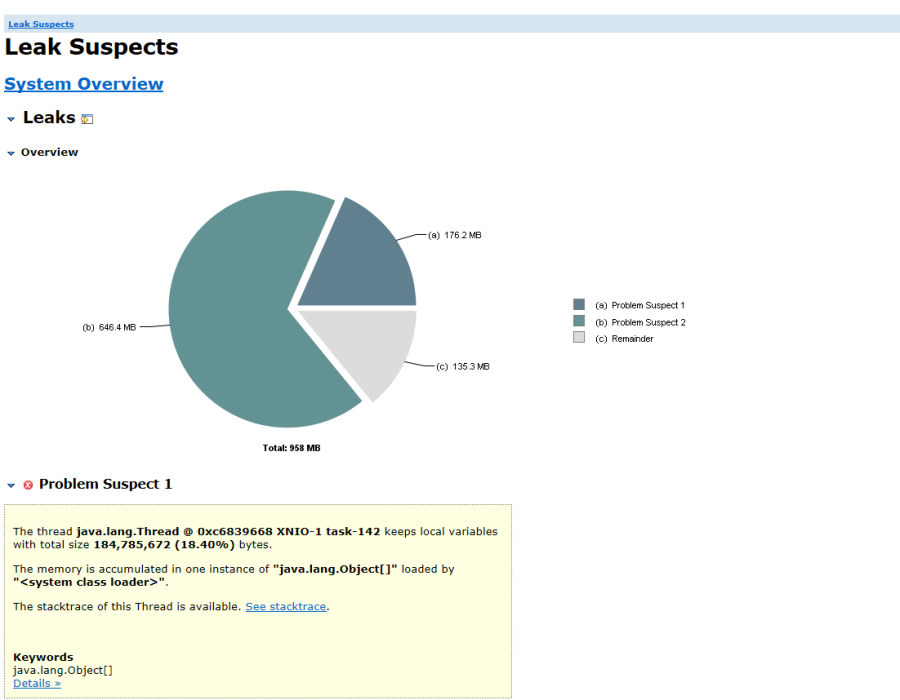 Leak Suspects
Leak Suspects
System Overview
Leaks
Overview
(a) 176.2 MB
(b) 646.4 MB
(c) 135.3 MB
(a) Problem Suspect 1
(b) Problem Suspect 2
(c) Remainder
Total: 958 MB
Problem Suspect 1
The thread java.lang.Thread @ 0xc6839668 XNIO-1 task-142 keeps local variables
with total size 184,785,672 (18.40%) bytes.
The memory is accumulated in one instance of "java.lang.Object[]" loaded by
"<system class loader>".
The stacktrace of this Thread is available. See stacktrace.
Keywords
java.lang.Object[]
Details »